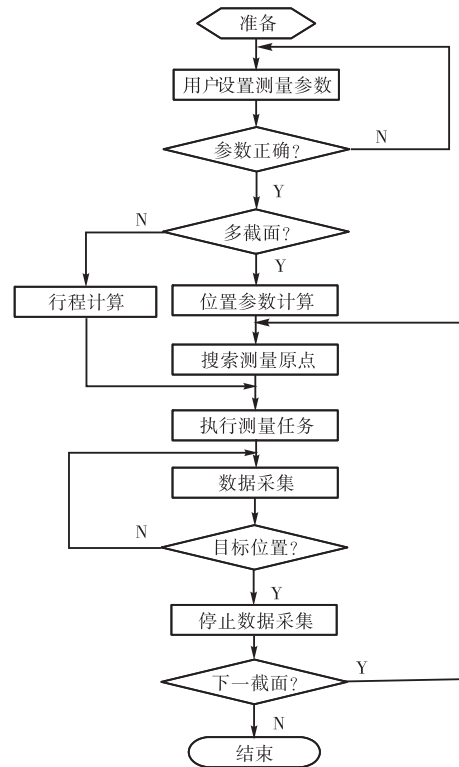 准备
用户设置测量参数
参数正确?
N
Y
多截面?
N
Y
行程计算
位置参数计算
搜索测量原点
执行测量任务
数据采集
目标位置?
N
Y
停止数据采集
下一截面?
Y
N
结束